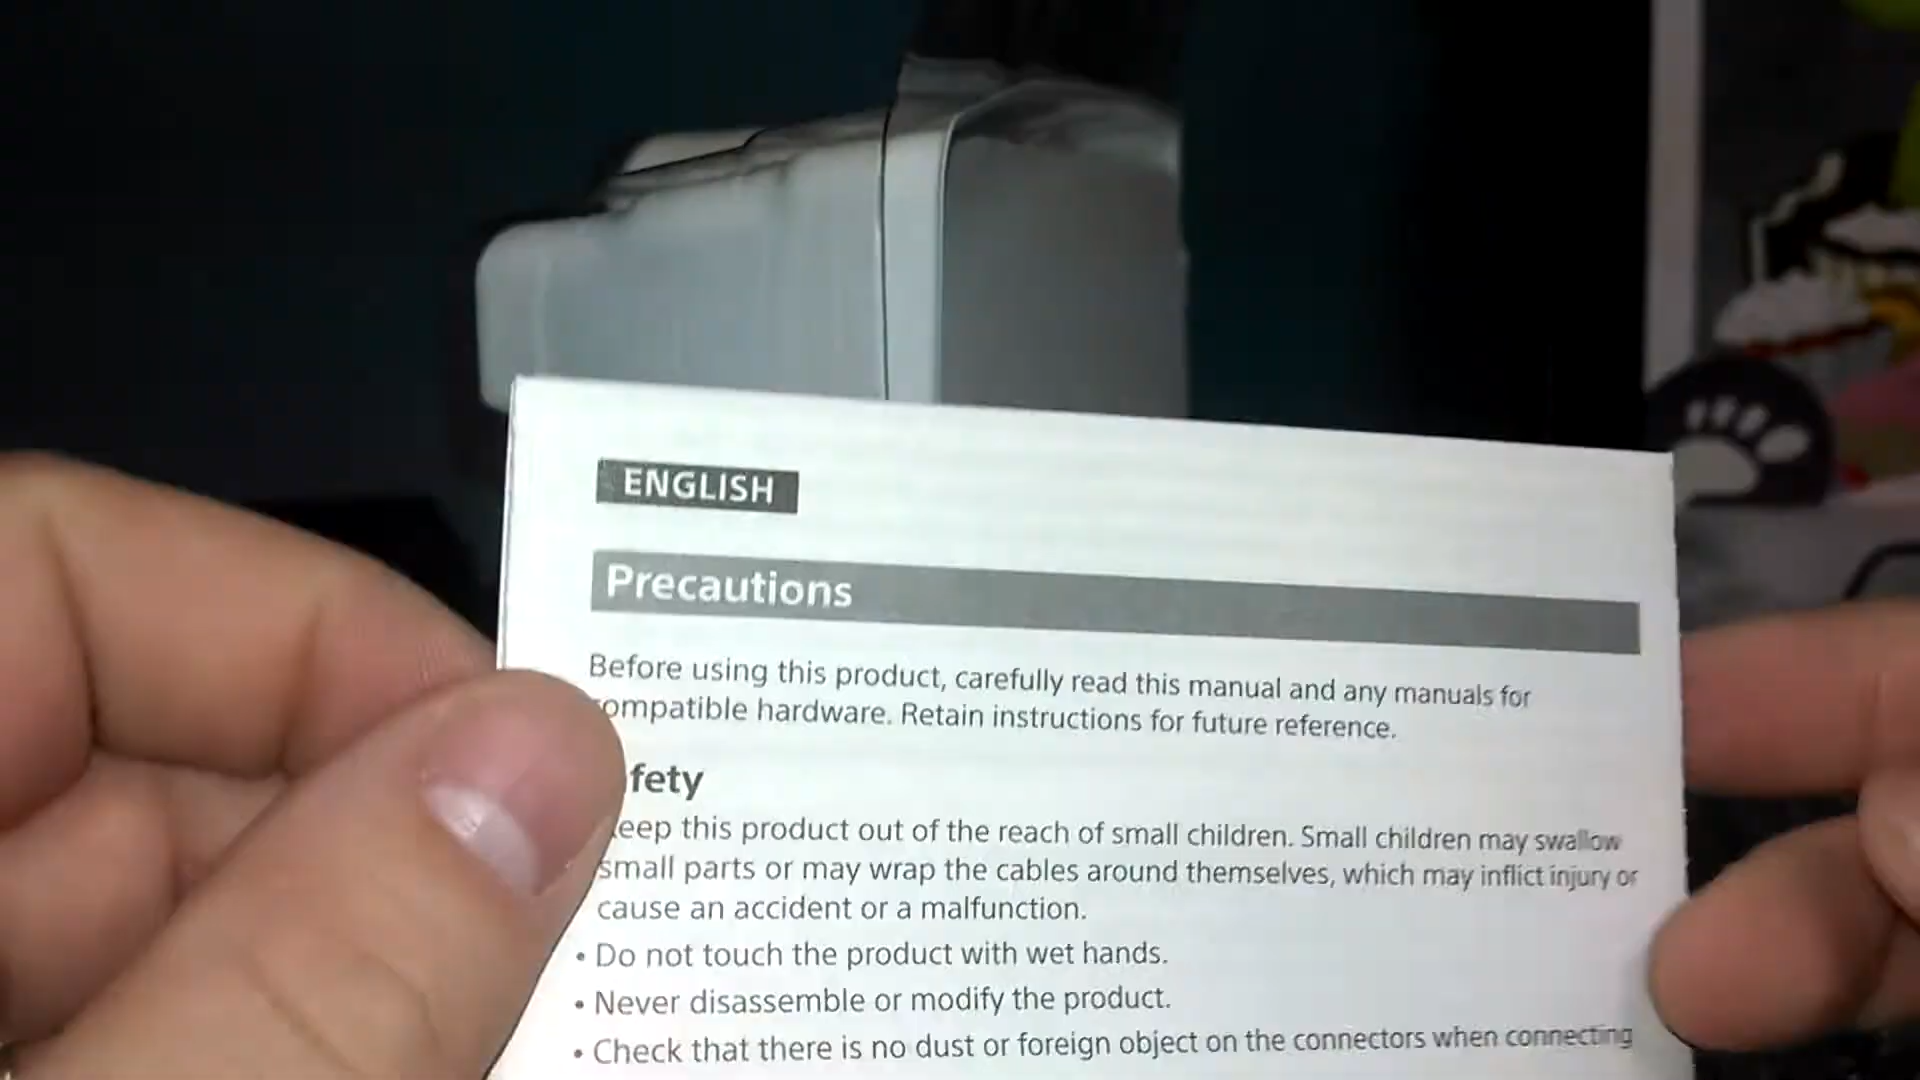 ENGLISH
Precautions
Before using this product, carefully read this manual and any manuals for
ompatible hardware. Retain instructions for future reference.
fety
eep this product out of the reach of small children. Small children may swallow
small parts or may wrap the cables around themselves, which may inflict injury or
cause an accident or a malfunction.
• Do not touch the product with wet hands.
• Never disassemble or modify the product.
• Check that there is no dust or foreign object on the connectors when connecting